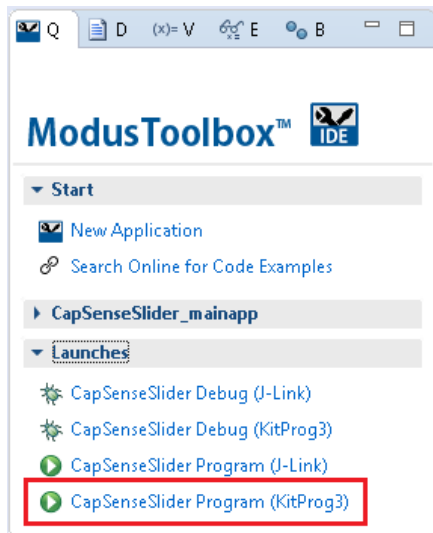 Q D (x)= V E B
ModusToolbox™ IDE
Start
New Application
Search Online for Code Examples
CapSenseSlider_mainapp
Launches
CapSenseSlider Debug (J-Link)
CapSenseSlider Debug (KitProg3)
CapSenseSlider Program (J-Link)
CapSenseSlider Program (KitProg3)